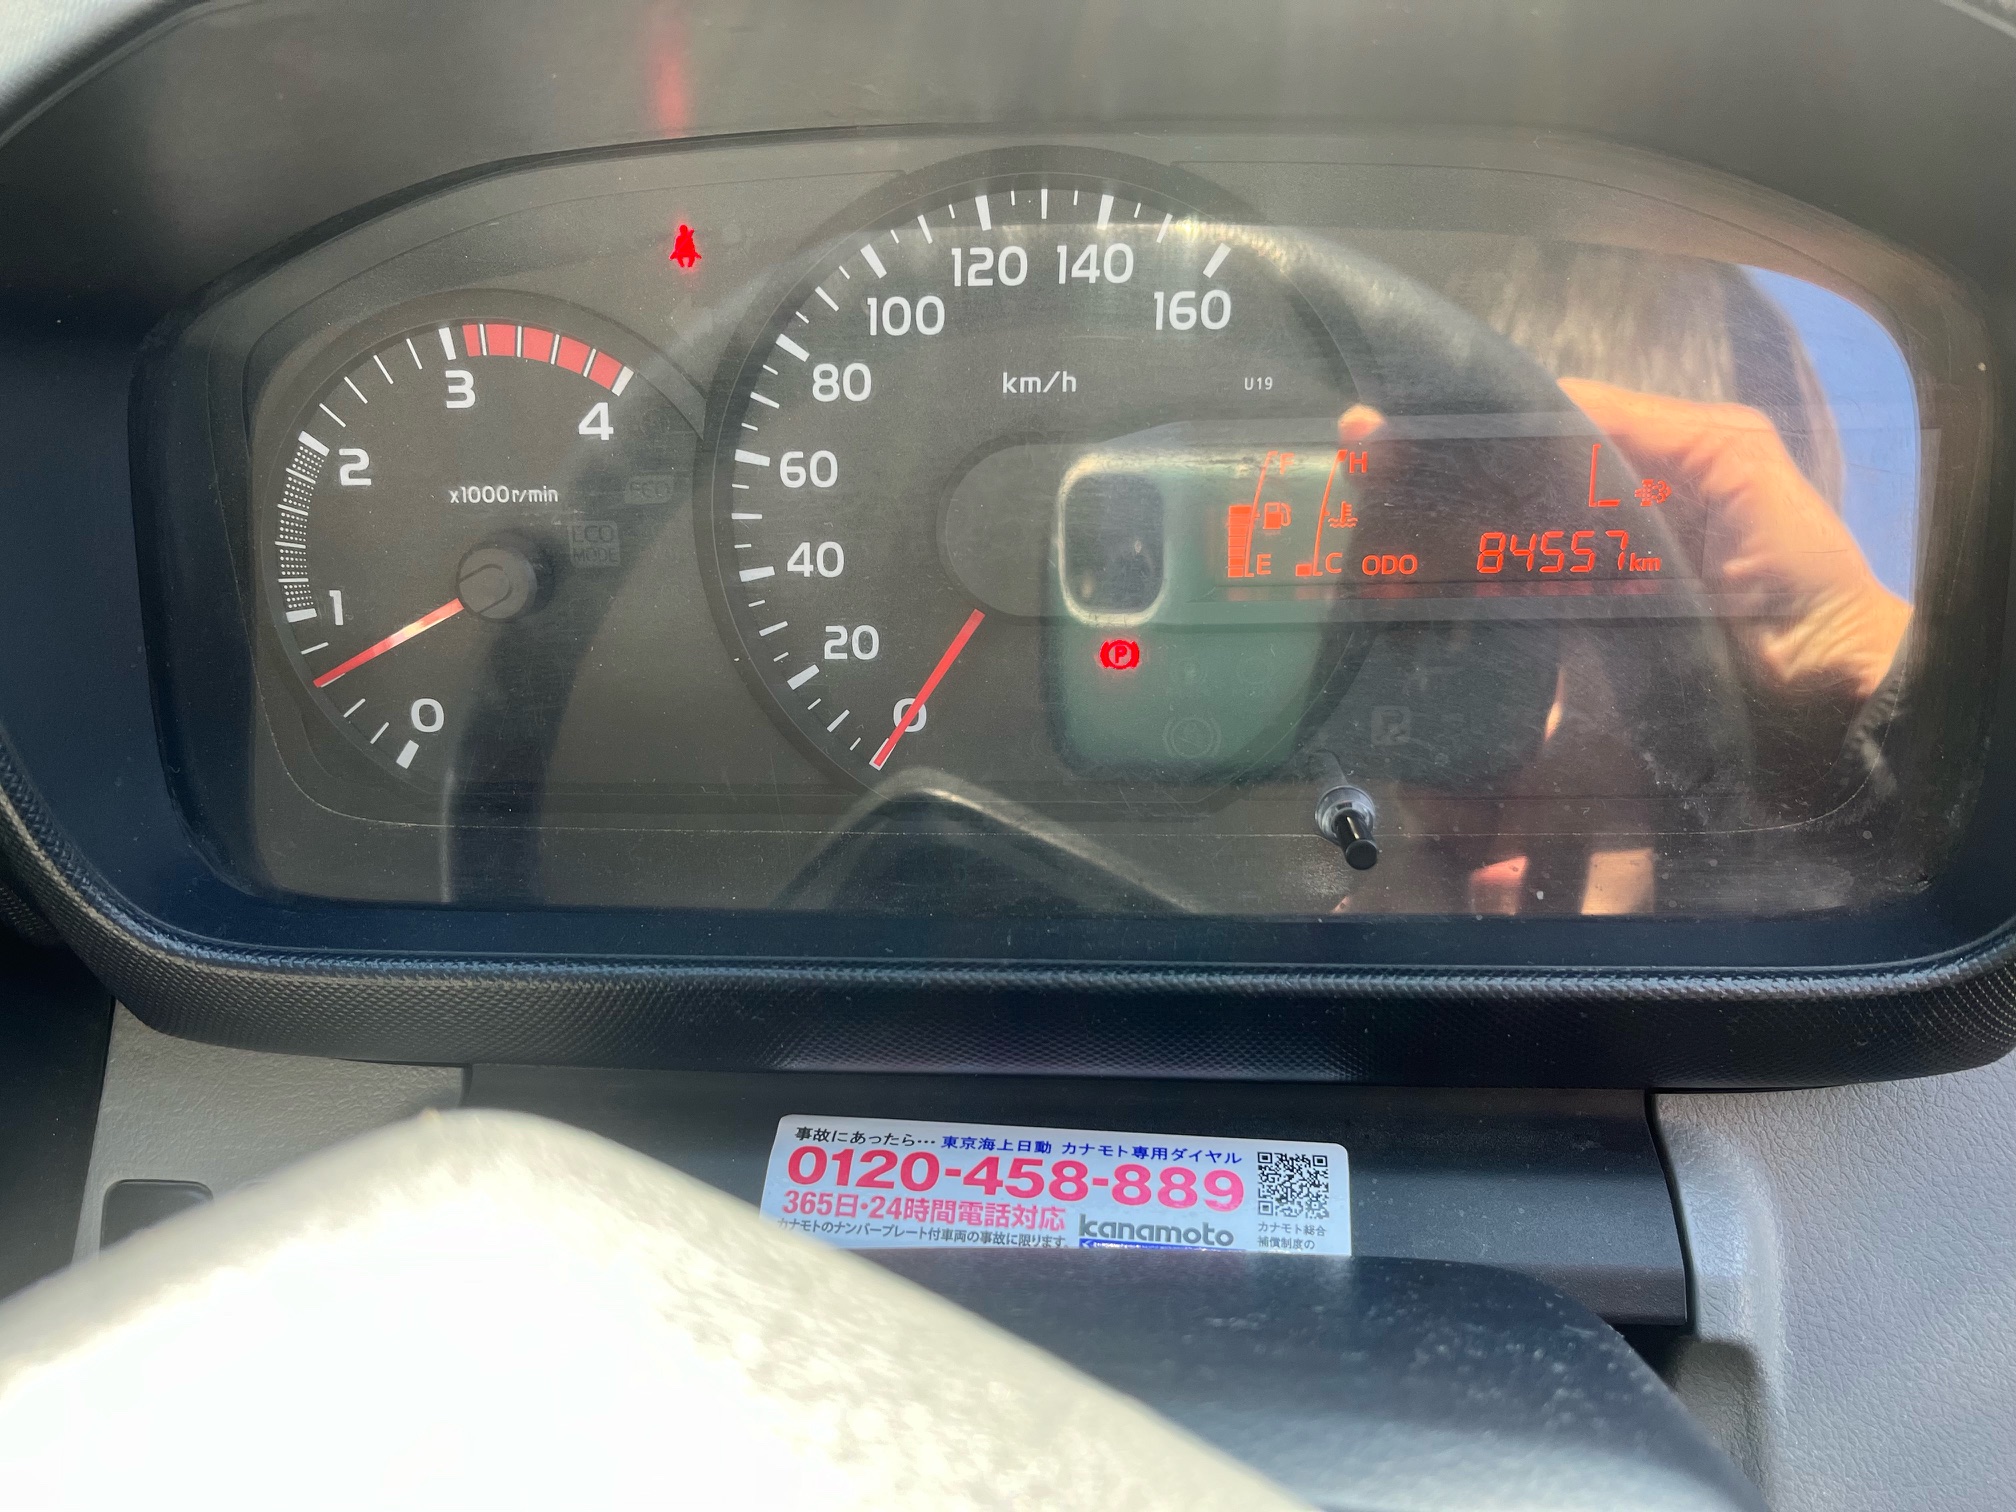 120 140
100 160
80 km/h U19
3
4
2
60
x1000r/min
ECO
F H L
ECO
MODE
40
E C ODO 84557km
1
20
P
0 0
P
事故にあったら… 東京海上日動 カナモト専用ダイヤル
0120-458-889
365日・24時間電話対応
カナモトのナンバープレート付車両の事故に限ります。
kanamoto
カナモト総合
補償制度の